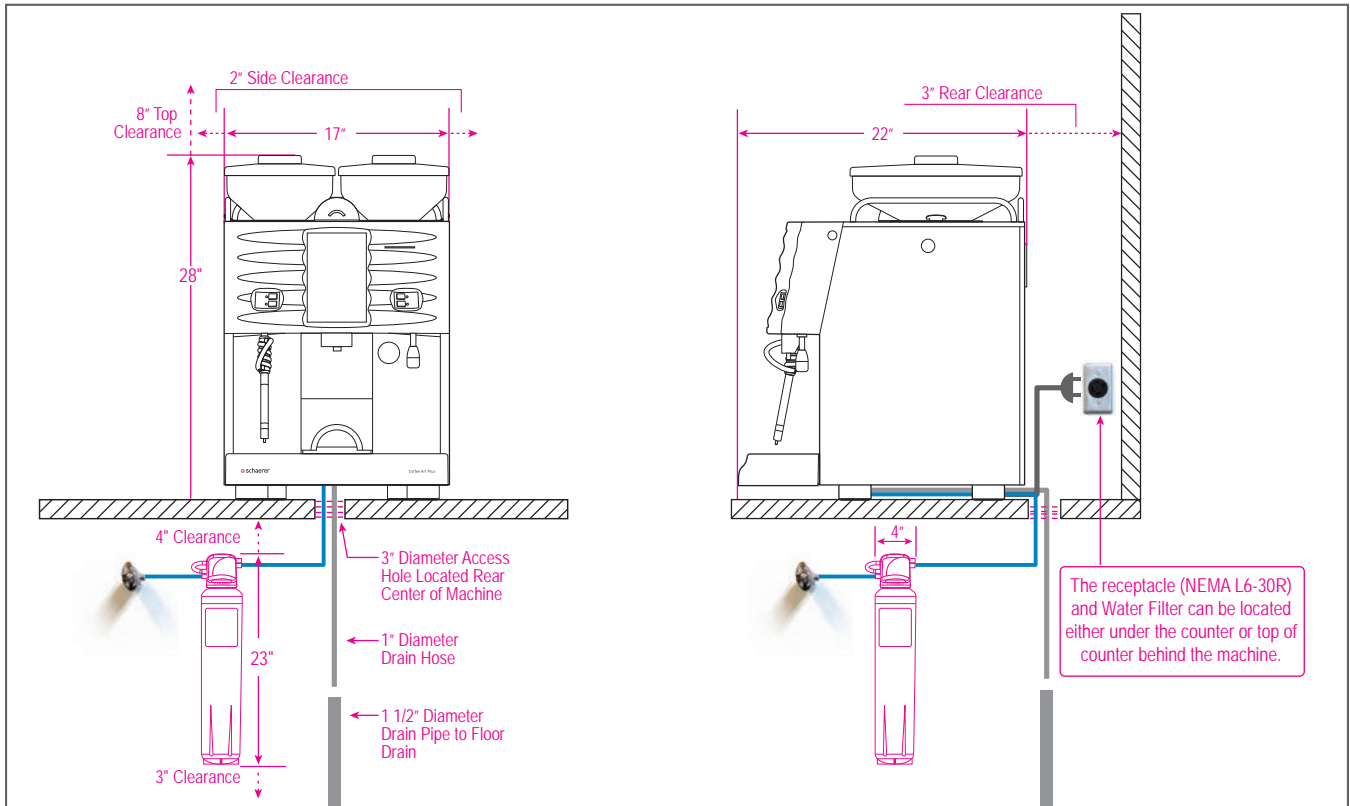 2" Side Clearance
8" Top
Clearance
17"
28"
schaerer
Coffee Art Plus
4" Clearance
23"
3" Clearance
3" Diameter Access
Hole Located Rear
Center of Machine
1" Diameter
Drain Hose
1 1/2" Diameter
Drain Pipe to Floor
Drain
3" Rear Clearance
22"
4"
The receptacle (NEMA L6-30R)
and Water Filter can be located
either under the counter or top of
counter behind the machine.